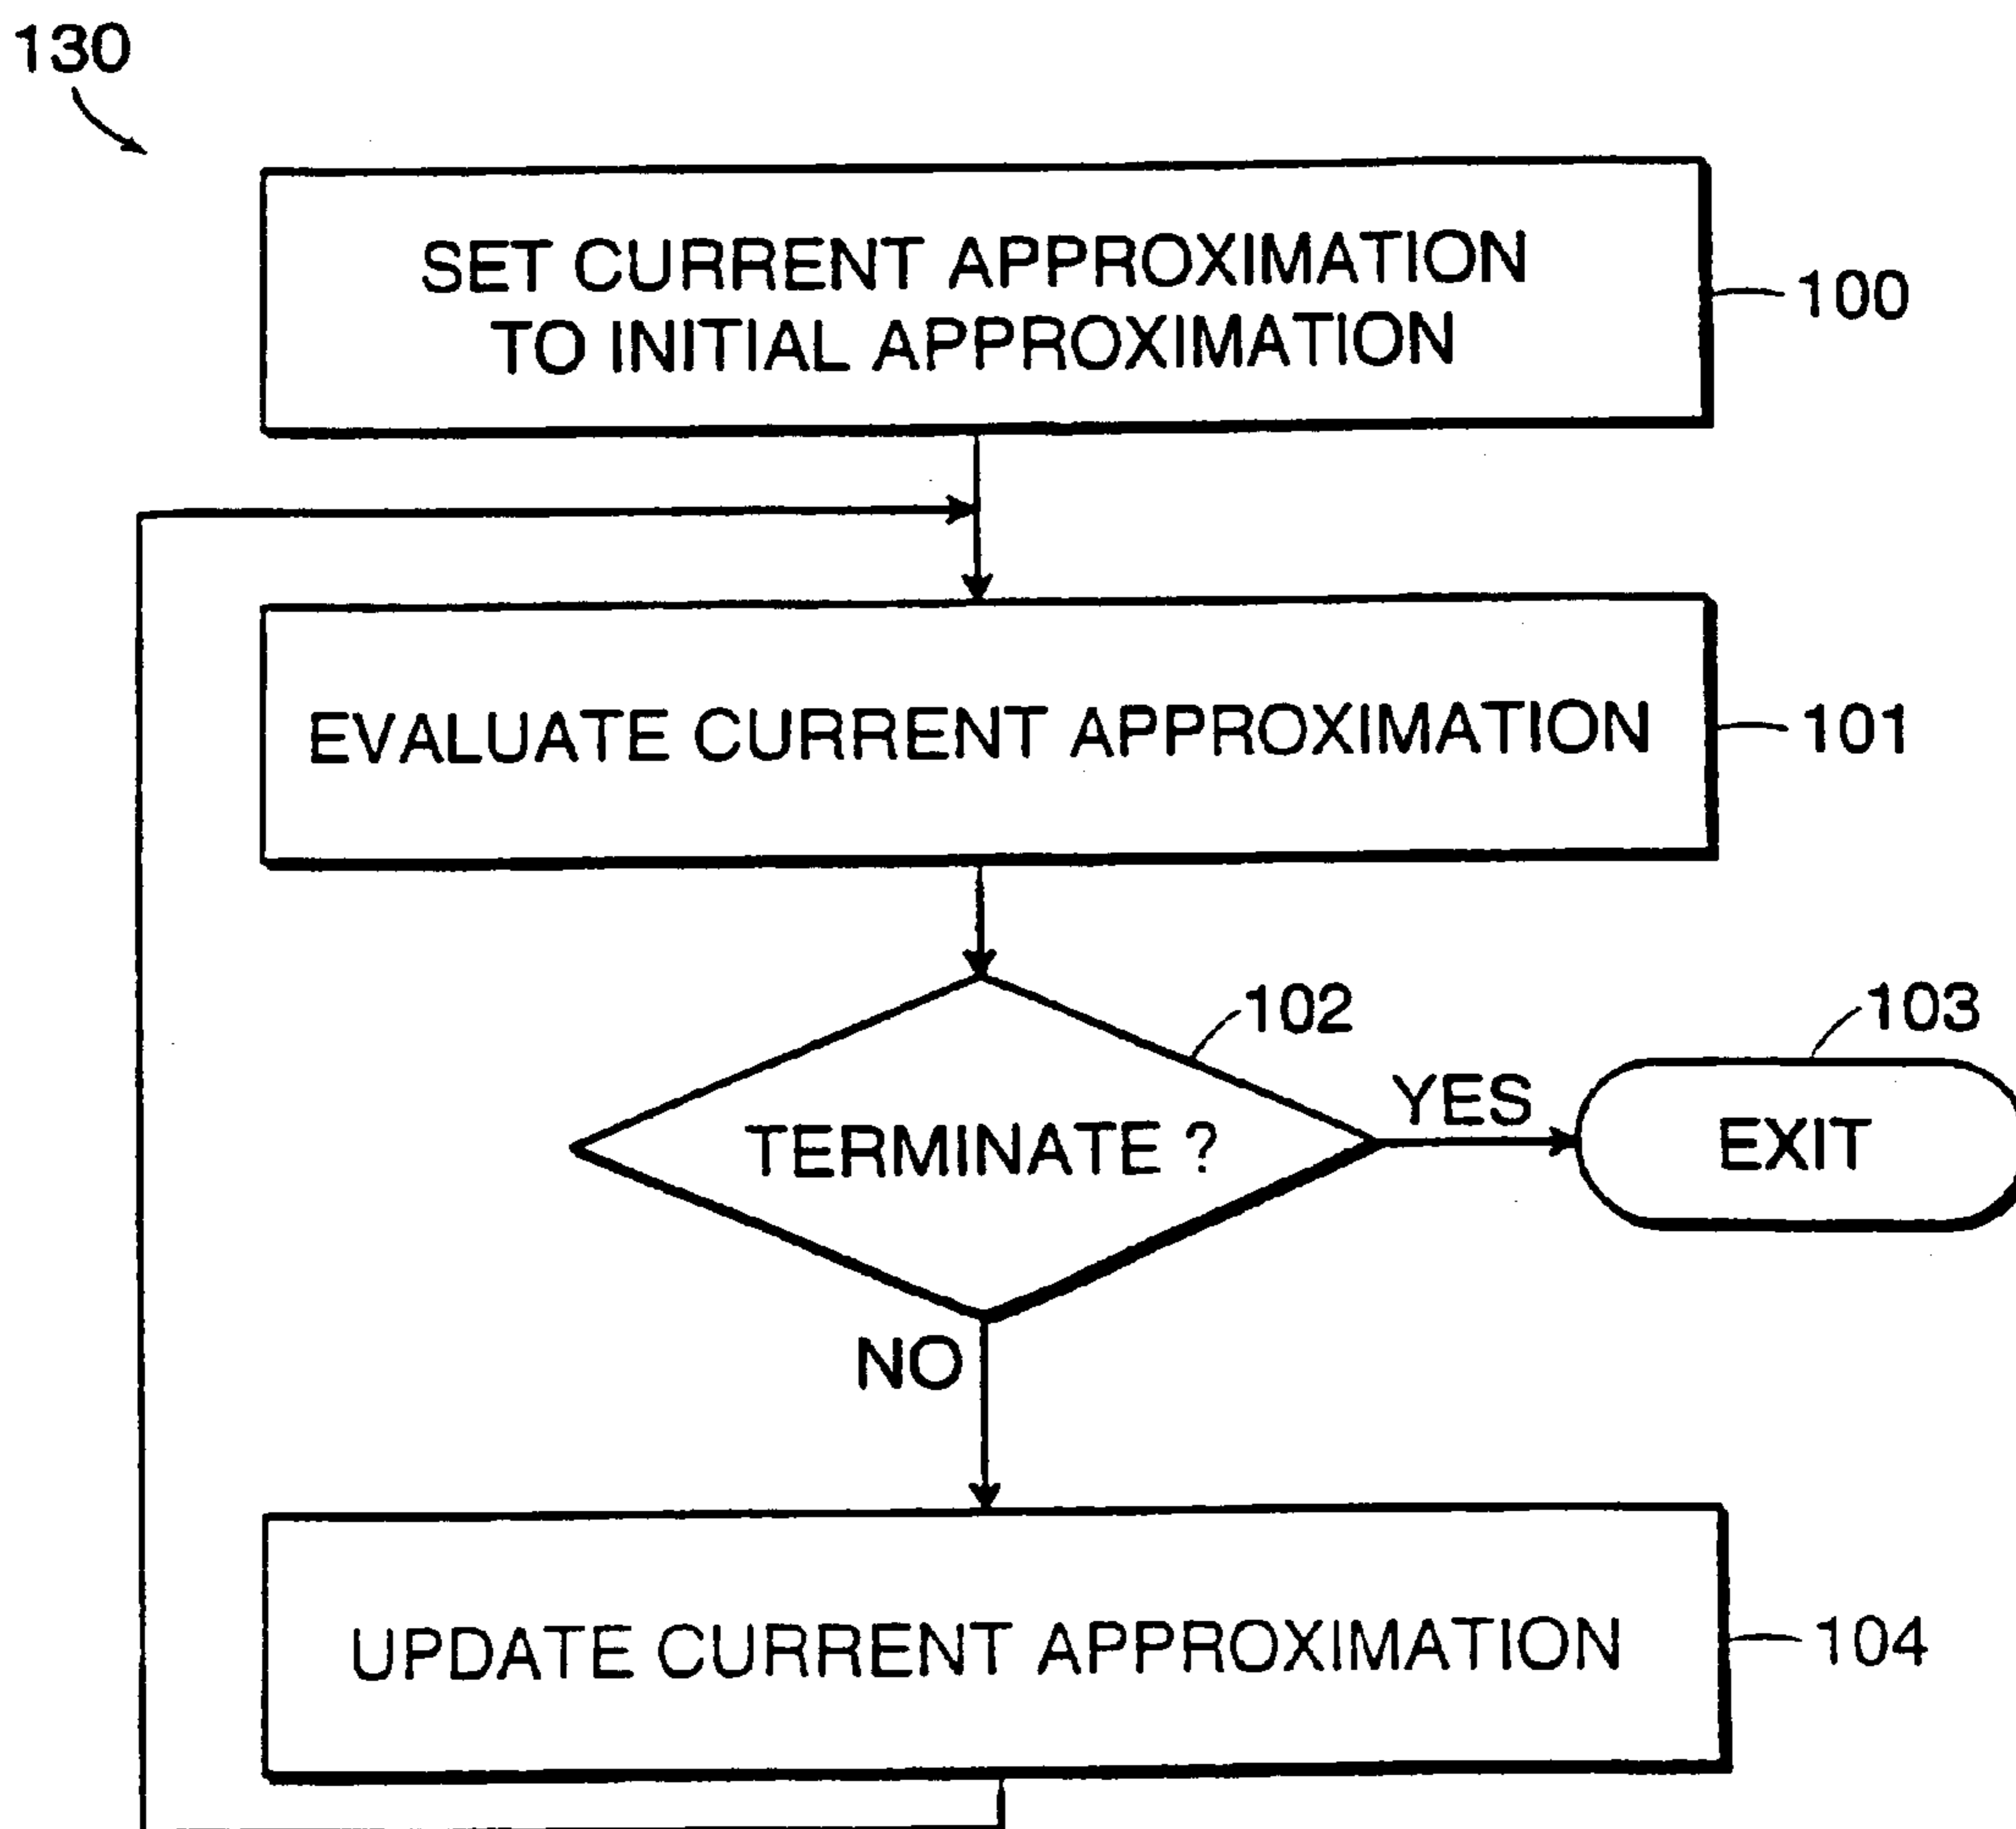 130
SET CURRENT APPROXIMATION
TO INITIAL APPROXIMATION
100
EVALUATE CURRENT APPROXIMATION
101
102
103
TERMINATE ?
YES
EXIT
NO
UPDATE CURRENT APPROXIMATION
104